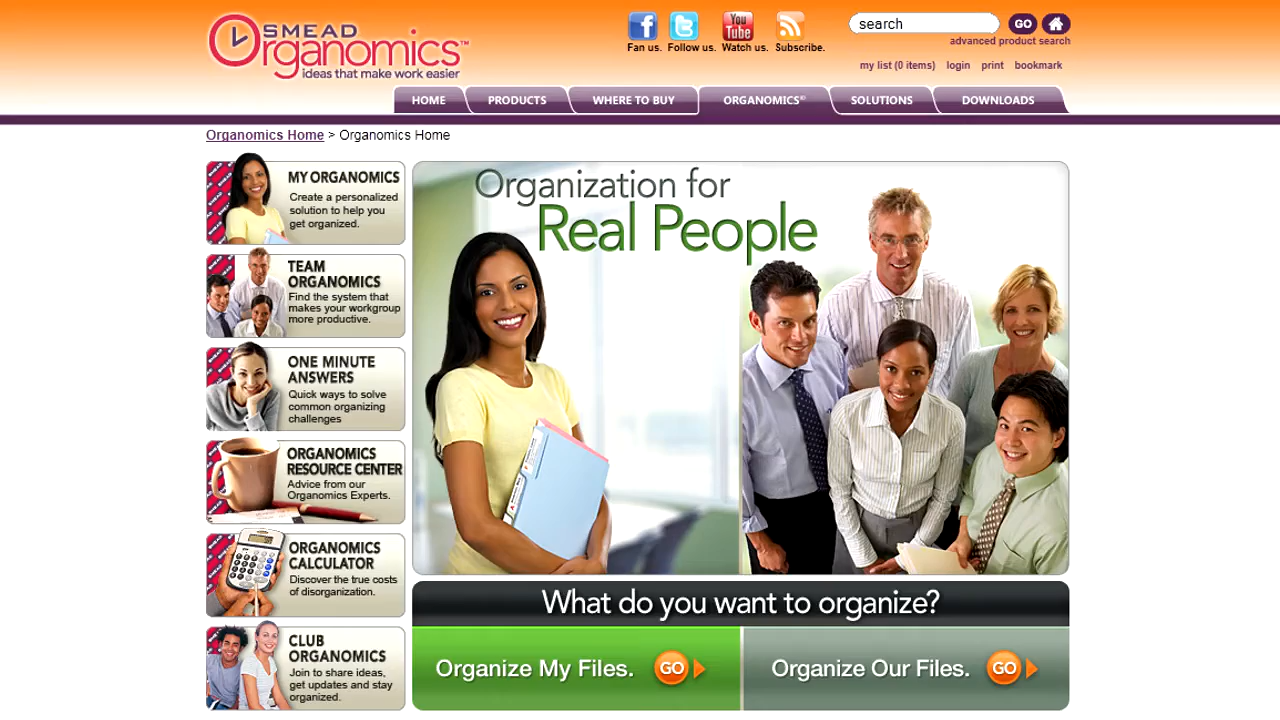 SMEAD
Organomics™
ideas that make work easier
Fan us. Follow us. Watch us. Subscribe.
You Tube
search GO
advanced product search
my list (0 items) login print bookmark
HOME PRODUCTS WHERE TO BUY ORGANOMICS® SOLUTIONS DOWNLOADS
Organomics Home > Organomics Home
MY ORGANOMICS
Create a personalized
solution to help you
get organized.
TEAM
ORGANOMICS
Find the system that
makes your workgroup
more productive.
ONE MINUTE
ANSWERS
Quick ways to solve
common organizing
challenges
ORGANOMICS
RESOURCE CENTER
Advice from our
Organomics Experts.
ORGANOMICS
CALCULATOR
Discover the true costs
of disorganization.
CLUB
ORGANOMICS
Join to share ideas,
get updates and stay
organized.
Organization for
Real People
What do you want to organize?
Organize My Files. GO
Organize Our Files. GO